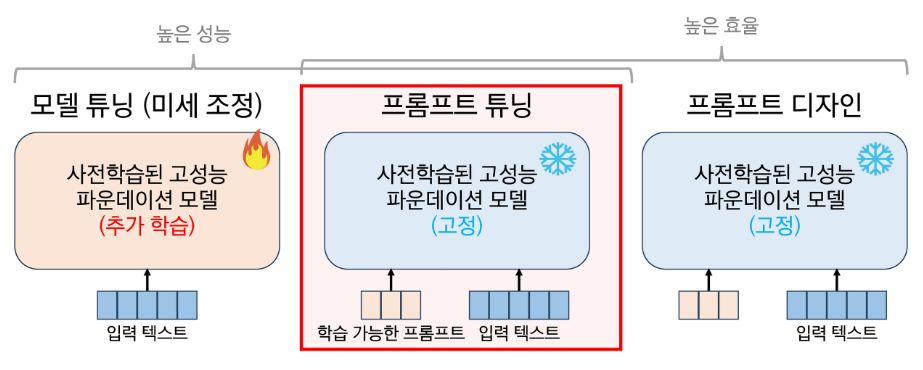 높은 성능
높은 효율
모델 튜닝 (미세 조정)
사전학습된 고성능
파운데이션 모델
(추가 학습)
입력 텍스트
프롬프트 튜닝
사전학습된 고성능
파운데이션 모델
(고정)
학습 가능한 프롬프트
입력 텍스트
프롬프트 디자인
사전학습된 고성능
파운데이션 모델
(고정)
입력 텍스트